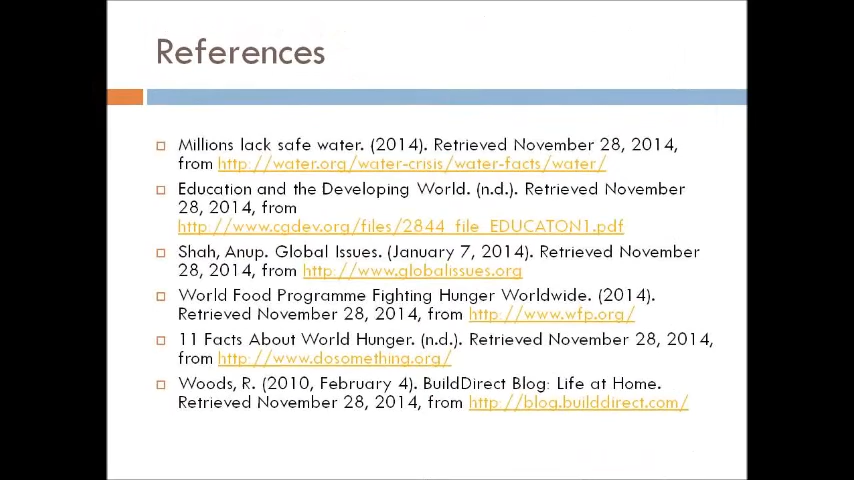 References
Millions lack safe water. (2014). Retrieved November 28, 2014,
from http://water.org/water-crisis/water-facts/water/
Education and the Developing World. (n.d.). Retrieved November
28, 2014, from
http://www.cgdev.org/files/2844_file_EDUCATON1.pdf
Shah, Anup. Global Issues. (January 7, 2014). Retrieved November
28, 2014, from http://www.globalissues.org
World Food Programme Fighting Hunger Worldwide. (2014).
Retrieved November 28, 2014, from http://www.wfp.org/
11 Facts About World Hunger. (n.d.). Retrieved November 28, 2014,
from http://www.dosomething.org/
Woods, R. (2010, February 4). BuildDirect Blog: Life at Home.
Retrieved November 28, 2014, from http://blog.builddirect.com/